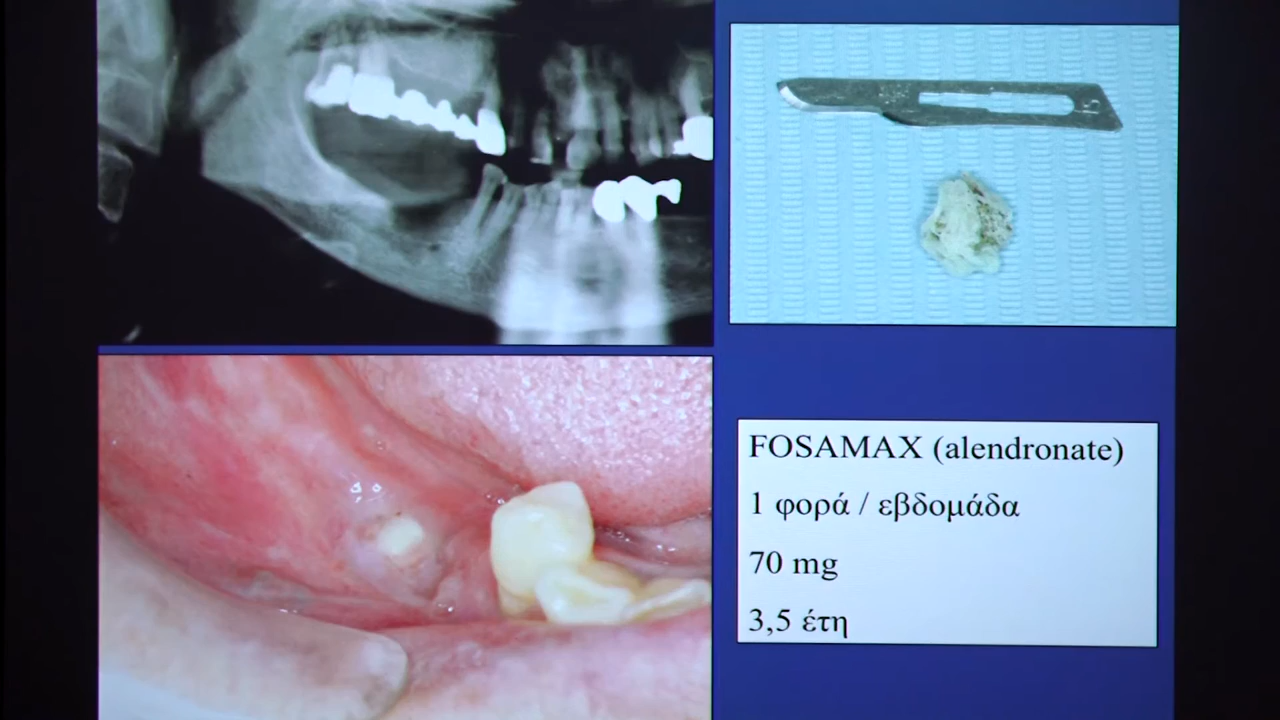 FOSAMAX (alendronate)
1 φορά / εβδομάδα
70 mg
3,5 έτη